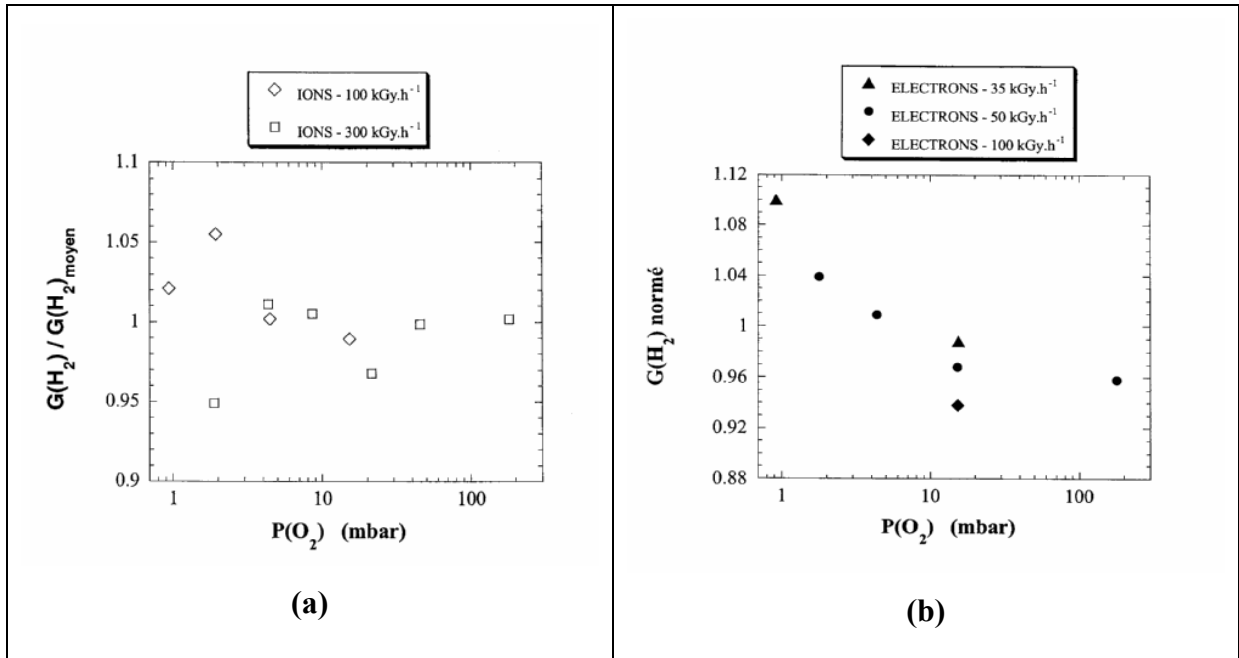 IONS - 100 kGy.h⁻¹
IONS - 300 kGy.h⁻¹
1.1
1.05
1
0.95
0.9
G(H₂) / G(H₂)moyen
1
10
100
P(O₂) (mbar)
(a)
ELECTRONS - 35 kGy.h⁻¹
ELECTRONS - 50 kGy.h⁻¹
ELECTRONS - 100 kGy.h⁻¹
1.12
1.08
1.04
1
0.96
0.92
0.88
G(H₂) normé
1
10
100
P(O₂) (mbar)
(b)